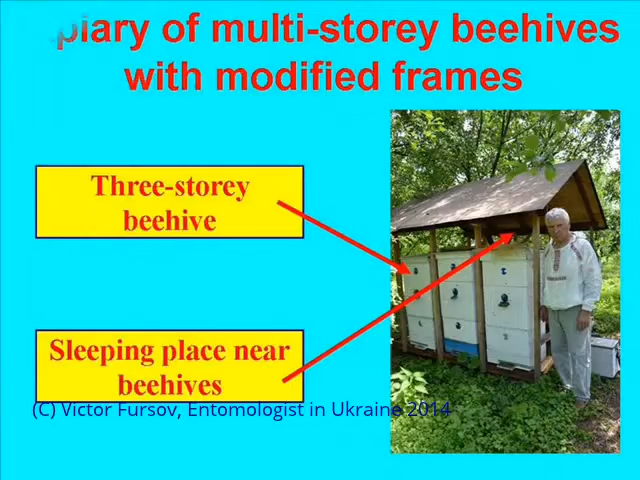 piary of multi-storey beehives
with modified frames
Three-storey
beehive
Sleeping place near
beehives
(C) Victor Fursov, Entomologist in Ukraine 2014